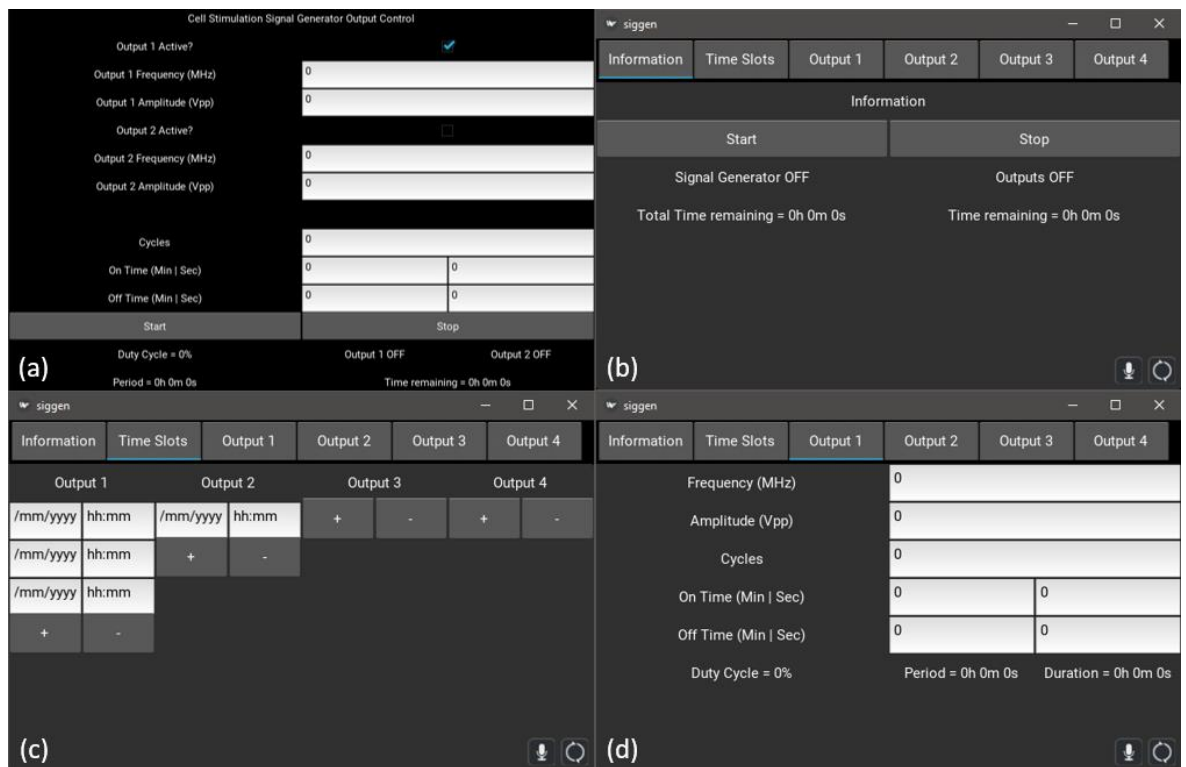 Cell Stimulation Signal Generator Output Control
Output 1 Active?
Output 1 Frequency (MHz) 0
Output 1 Amplitude (Vpp) 0
Output 2 Active?
Output 2 Frequency (MHz) 0
Output 2 Amplitude (Vpp) 0
Cycles 0
On Time (Min | Sec) 0 0
Off Time (Min | Sec) 0 0
Start Stop
Duty Cycle = 0% Output 1 OFF Output 2 OFF
Period = 0h 0m 0s Time remaining = 0h 0m 0s
(a)
siggen
Information Time Slots Output 1 Output 2 Output 3 Output 4
Information
Start Stop
Signal Generator OFF Outputs OFF
Total Time remaining = 0h 0m 0s Time remaining = 0h 0m 0s
(b)
siggen
Information Time Slots Output 1 Output 2 Output 3 Output 4
Output 1 Output 2 Output 3 Output 4
/mm/yyyy hh:mm /mm/yyyy hh:mm + - + -
/mm/yyyy hh:mm + -
/mm/yyyy hh:mm
+ -
(c)
siggen
Information Time Slots Output 1 Output 2 Output 3 Output 4
Frequency (MHz) 0
Amplitude (Vpp) 0
Cycles 0
On Time (Min | Sec) 0 0
Off Time (Min | Sec) 0 0
Duty Cycle = 0% Period = 0h 0m 0s Duration = 0h 0m 0s
(d)